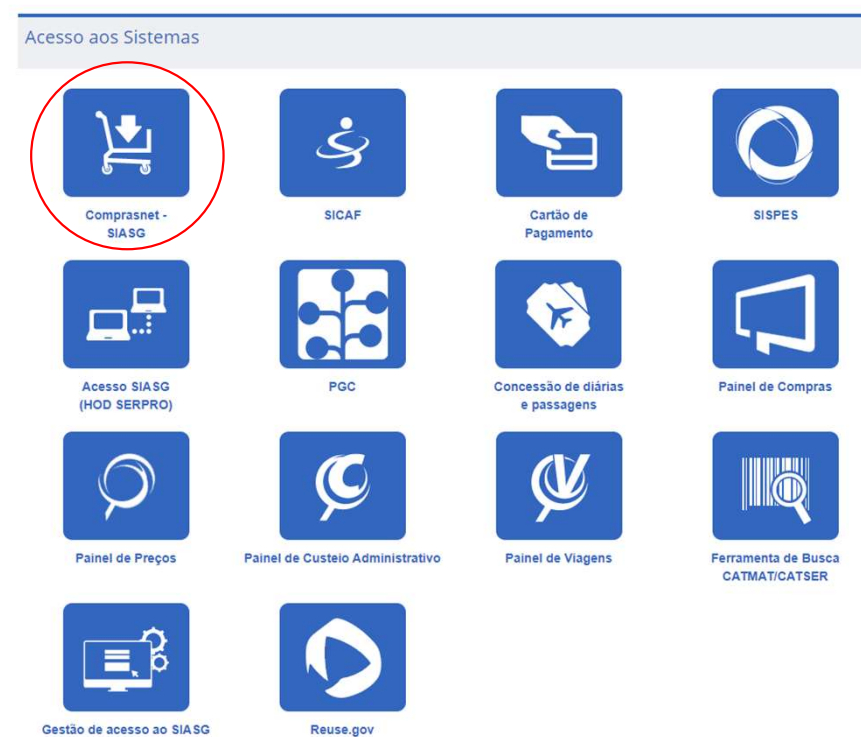 Acesso aos Sistemas
Comprasnet -
SIASG
SICAF
Cartão de
Pagamento
SISPES
Acesso SIASG
(HOD SERPRO)
PGC
Concessão de diárias
e passagens
Painel de Compras
Painel de Preços
Painel de Custeio Administrativo
Painel de Viagens
Ferramenta de Busca
CATMAT/CATSER
Gestão de acesso ao SIASG
Reuse.gov